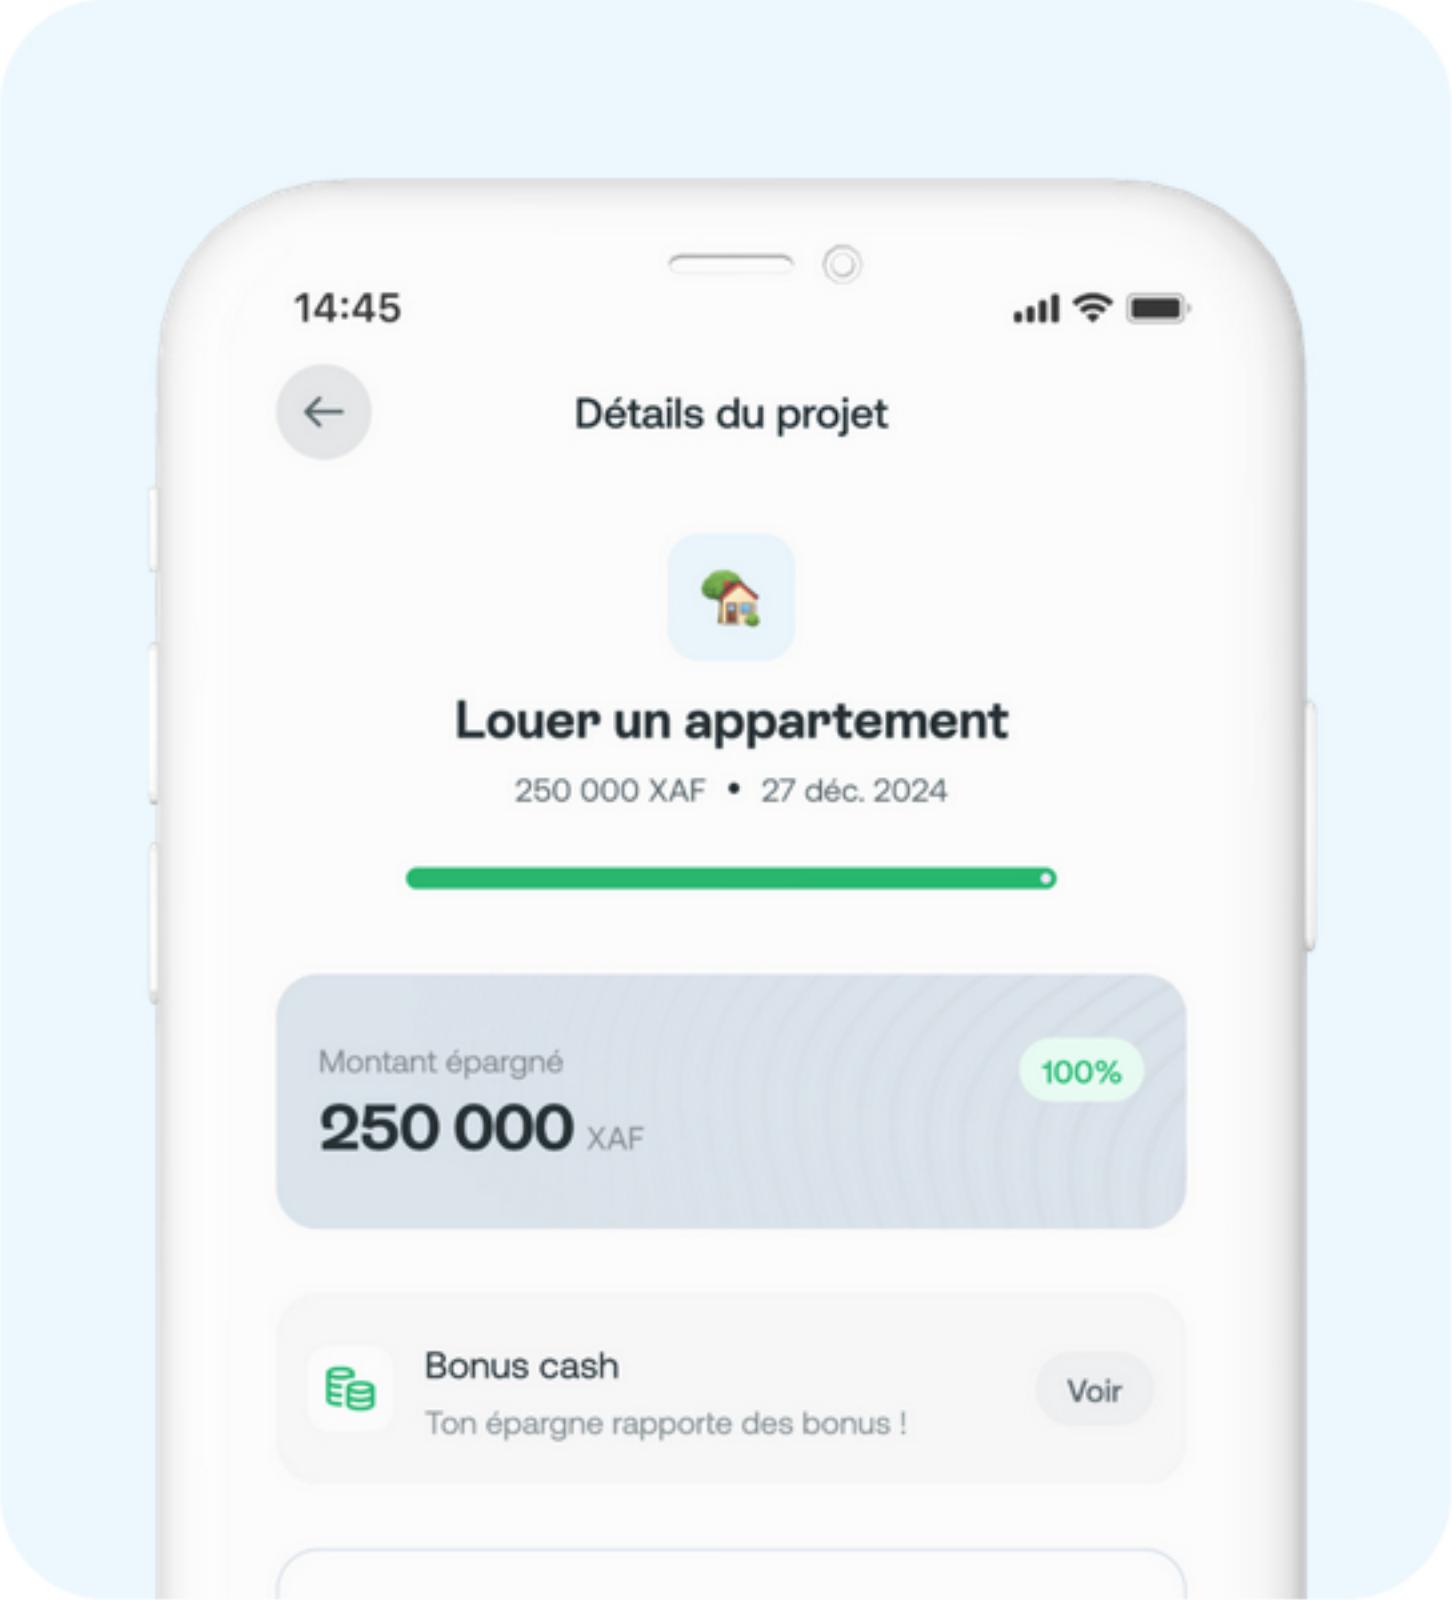 14:45
Détails du projet
Louer un appartement
250 000 XAF • 27 déc. 2024
Montant épargné
100%
250 000 XAF
Bonus cash
Voir
Ton épargne rapporte des bonus !